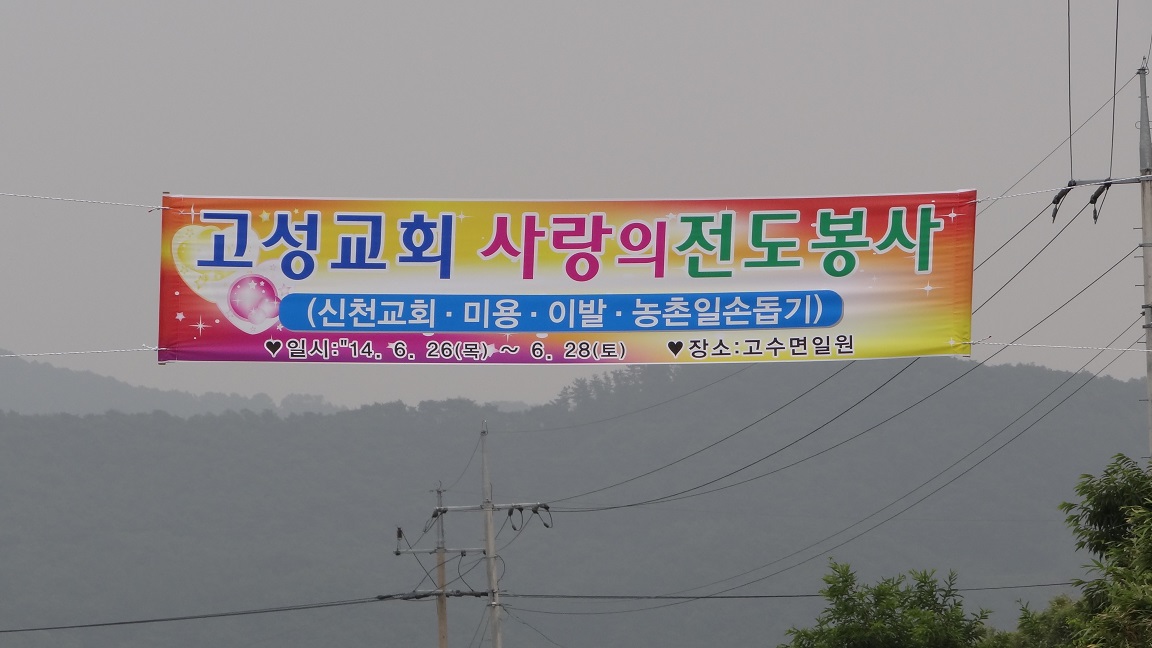 고성교회 사랑의전도봉사
(신천교회·미용·이발·농촌일손돕기)
♥일시:"14. 6. 26(목) ~ 6. 28(토) ♥장소:고수면일원